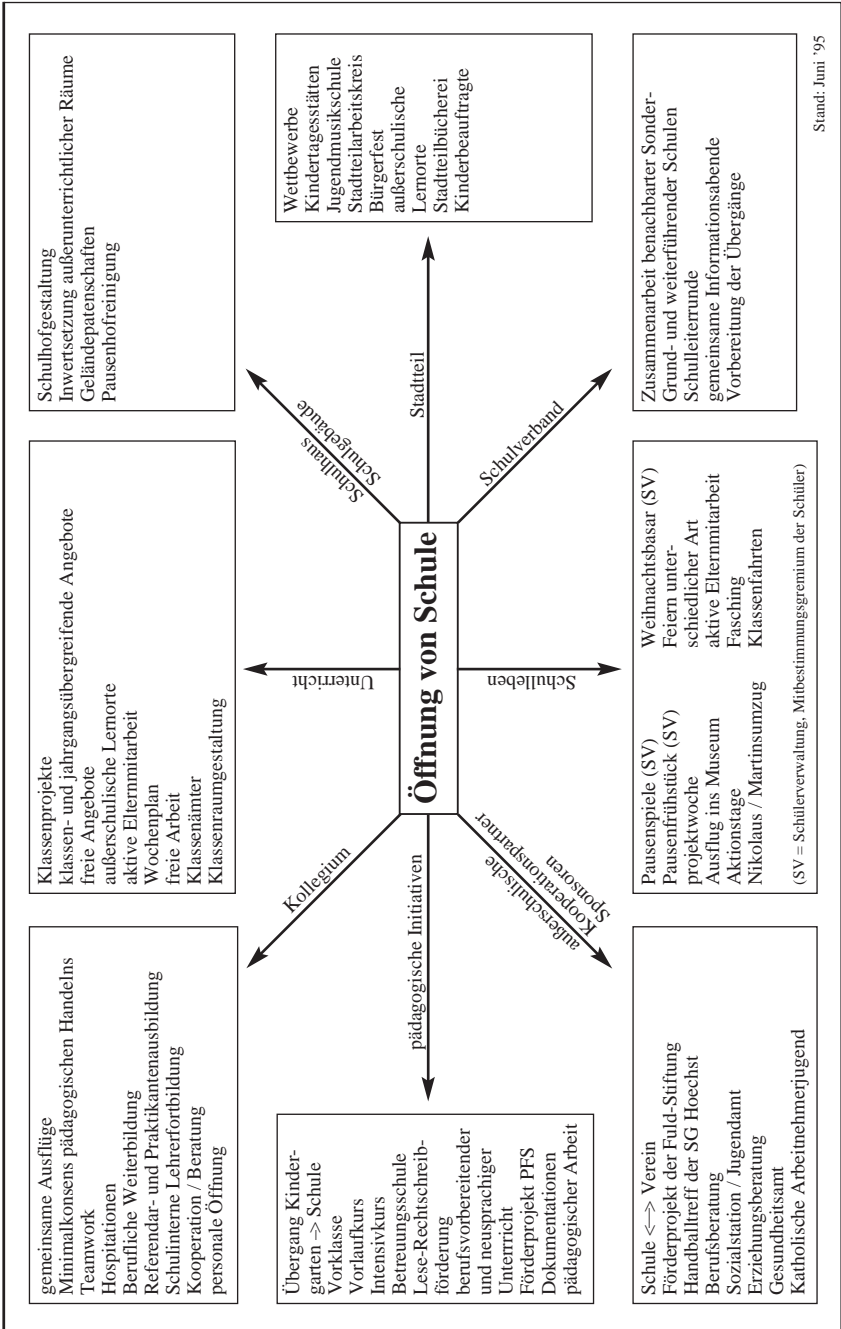 gemeinsame Ausflüge
Minimalkonsens pädagogischen Handelns
Teamwork
Hospitationen
Berufliche Weiterbildung
Referendar- und Praktikantenausbildung
Schulinterne Lehrerfortbildung
Kooperation / Beratung
personale Öffnung
Klassenprojekte
klassen- und jahrgangsübergreifende Angebote
freie Angebote
außerschulische Lernorte
aktive Elternmitarbeit
Wochenplan
freie Arbeit
Klassenämter
Klassenraumgestaltung
Schulhofgestaltung
Inwertsetzung außerunterrichtlicher Räume
Geländepatenschaften
Pausenhofreinigung
Kollegium
Unterricht
Schulhaus
Schulgebäude
Übergang Kinder-
garten –> Schule
Vorklasse
Vorlaufkurs
Intensivkurs
Betreuungsschule
Lese-Rechtschreib-
förderung
berufsvorbereitender
und neusprachiger
Unterrricht
Förderprojekt PFS
Dokumentationen
pädagogischer Arbeit
pädagogische Initiativen
Öffnung von Schule
Stadtteil
Wettbewerbe
Kindertagesstätten
Jugendmusikschule
Stadtteilarbeitskreis
Bürgerfest
außerschulische
Lernorte
Stadtteilbücherei
Kinderbeauftragte
außerschulische
Kooperationspartner
Sponsoren
Schulleben
Schulverband
Schule <–> Verein
Förderprojekt der Fuld-Stiftung
Handballtreff der SG Hoechst
Berufsberatung
Sozialstation / Jugendamt
Erziehungsberatung
Gesundheitsamt
Katholische Arbeitnehmerjugend
Pausenspiele (SV)
Pausenfrühstück (SV)
projektwoche
Ausflug ins Museum
Aktionstage
Nikolaus / Martinsumzug
Weihnachtsbasar (SV)
Feiern unter-
schiedlicher Art
aktive Elternmitarbeit
Fasching
Klassenfahrten
(SV = Schülerverwaltung, Mitbestimmungsgremium der Schüler)
Zusammenarbeit benachbarter Sonder-
Grund- und weiterführender Schulen
Schulleiterrunde
gemeinsame Informationsabende
Vorbereitung der Übergänge
Stand: Juni '95